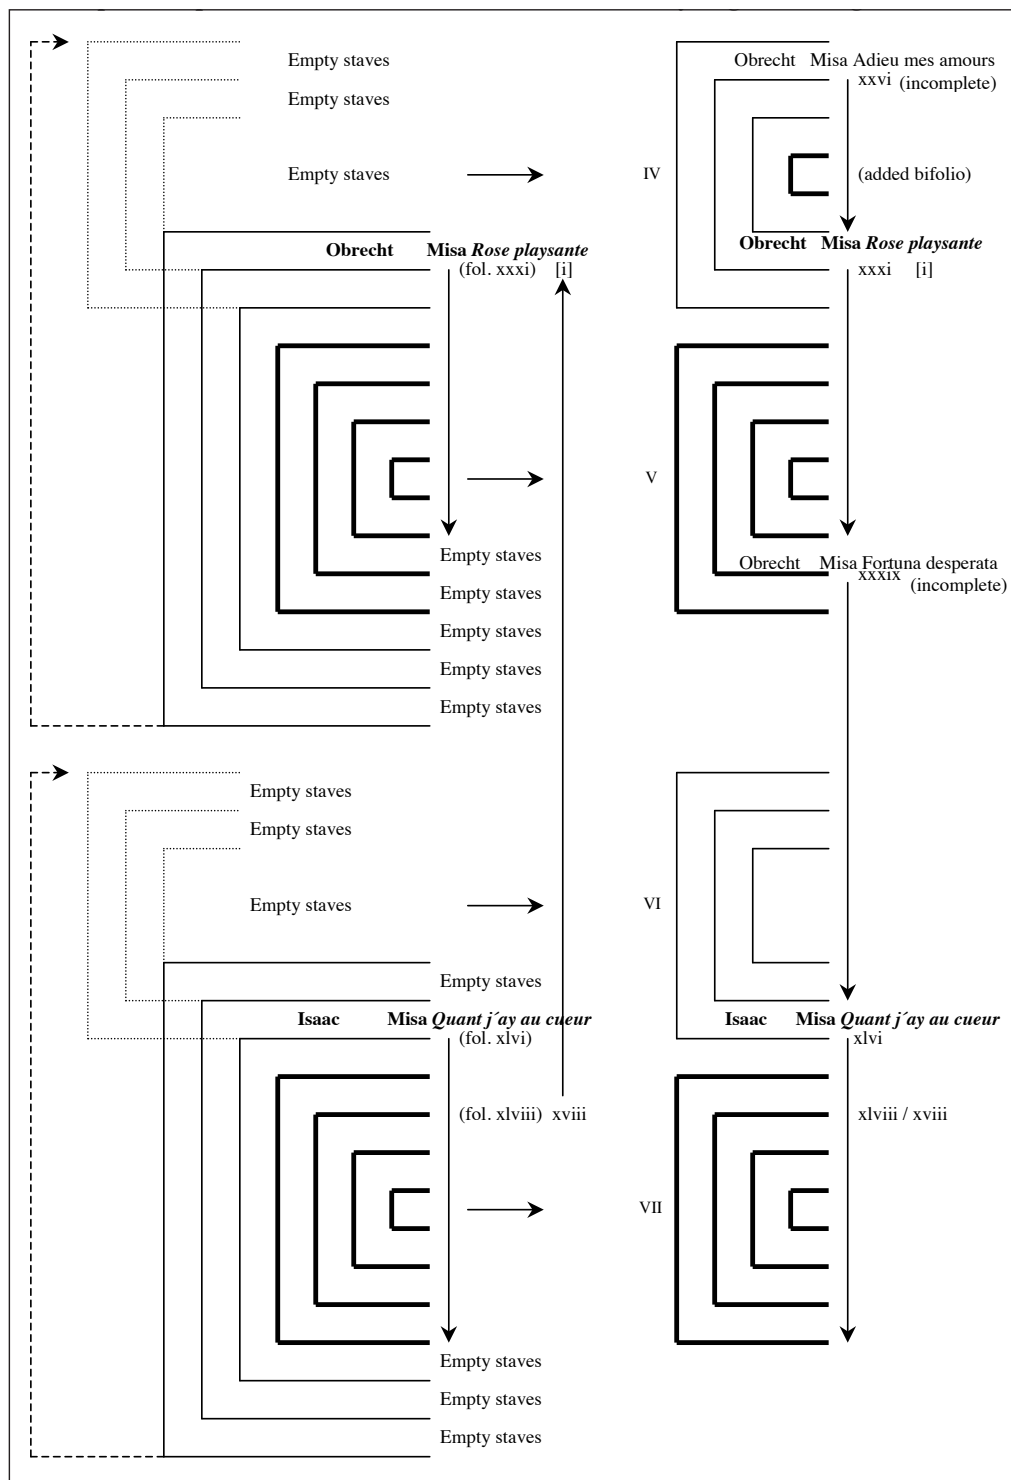 Empty staves
Empty staves
Empty staves
Obrecht Misa Rose playsante
(fol. xxxi) [i]
Empty staves
Empty staves
Empty staves
Empty staves
Empty staves
Empty staves
Empty staves
Empty staves
Empty staves
Isaac Misa Quant j´ay au cueur
(fol. xlvi)
(fol. xlviii) xviii
Empty staves
Empty staves
Empty staves
Obrecht Misa Adieu mes amours
xxvi (incomplete)
IV (added bifolio)
Obrecht Misa Rose playsante
xxxi [i]
V
Obrecht Misa Fortuna desperata
xxxix (incomplete)
VI
Isaac Misa Quant j´ay au cueur
xlvi
xlviii / xviii
VII